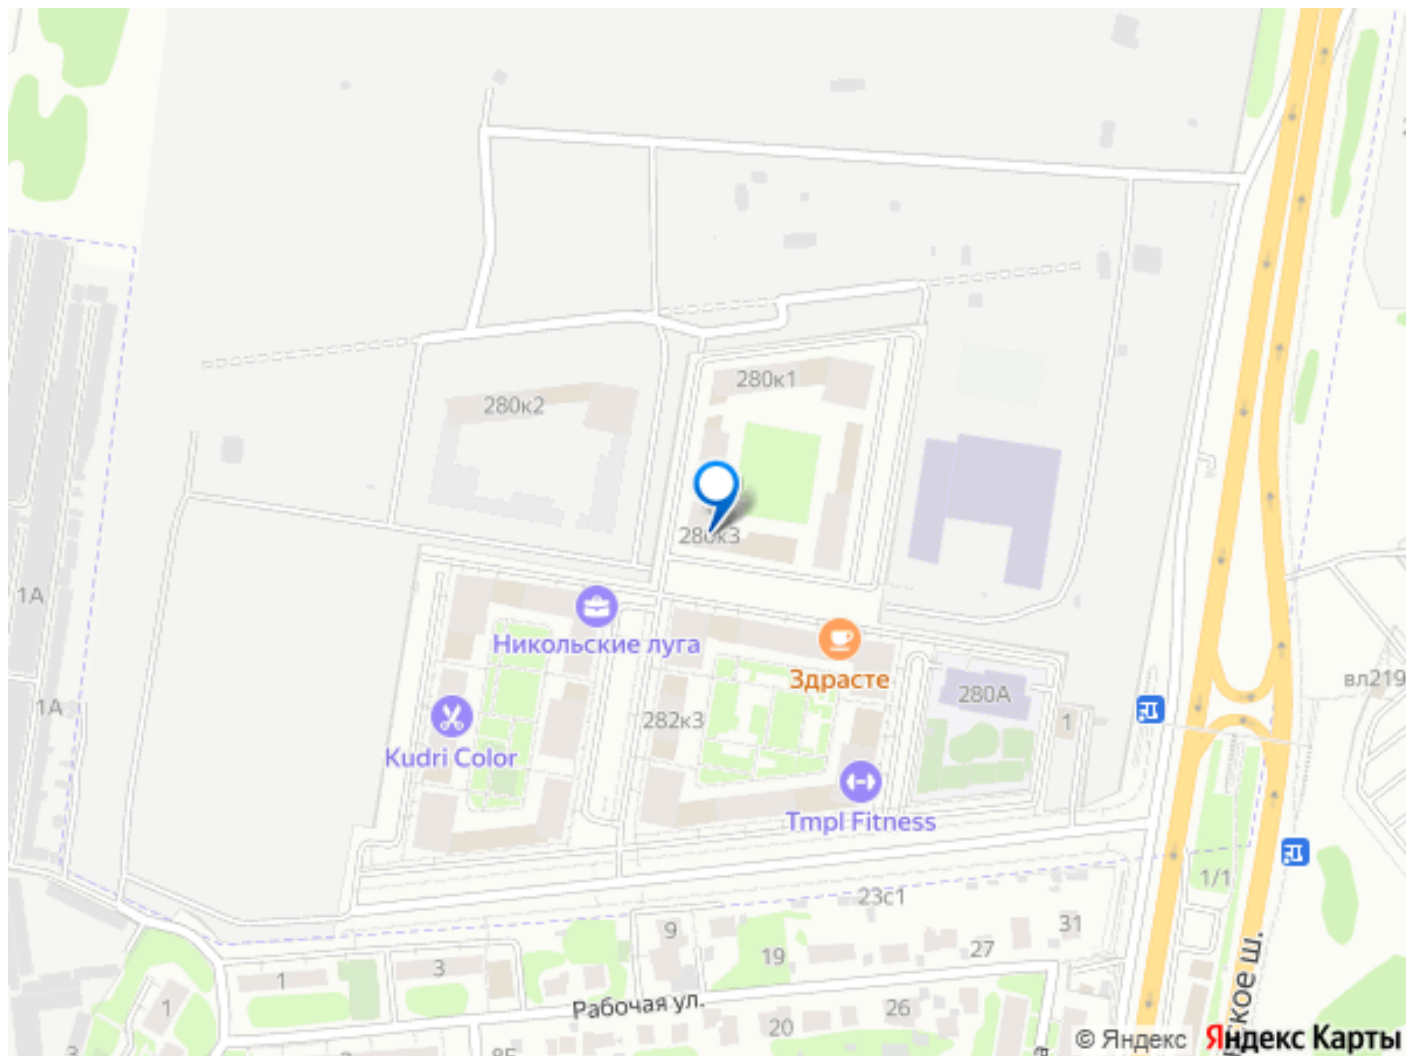 280к1
280к2
280к3
1А
Никольские луга
Здрасте
вл219
280А
1А
282к3
1
Kudri Color
Tmpl Fitness
1/1
23с1
31
9
27
19
3
1
1
Рабочая ул.
26
20
ское ш.
© Яндекс
Яндекс Карты